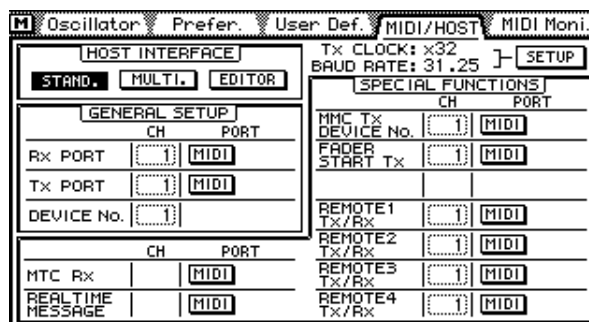 M Oscillator Prefer. User Def. MIDI/HOST MIDI Moni.
HOST INTERFACE
STAND. MULTI. EDITOR
Tx CLOCK: x32
BAUD RATE: 31.25
SETUP
GENERAL SETUP
CH PORT
Rx PORT 1 MIDI
Tx PORT 1 MIDI
DEVICE No. 1
CH PORT
MTC Rx MIDI
REALTIME
MESSAGE MIDI
SPECIAL FUNCTIONS
CH PORT
MMC Tx
DEVICE No. 1 MIDI
FADER
START Tx 1 MIDI
REMOTE1
Tx/Rx 1 MIDI
REMOTE2
Tx/Rx 1 MIDI
REMOTE3
Tx/Rx 1 MIDI
REMOTE4
Tx/Rx 1 MIDI